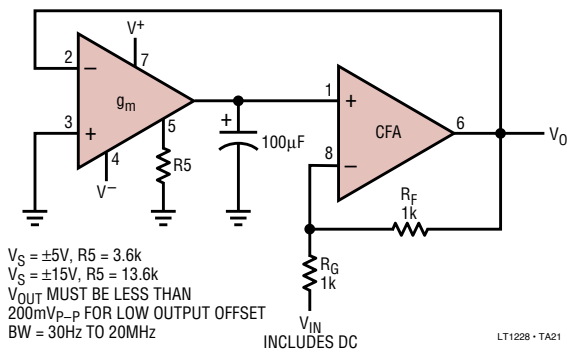 V+
2
−
7
gm
3
+
5
4
V−
R5
+
100µF
1
+
CFA
6
8
−
VO
RF
1k
RG
1k
VIN
INCLUDES DC
VS = ±5V, R5 = 3.6k
VS = ±15V, R5 = 13.6k
VOUT MUST BE LESS THAN
200mVP–P FOR LOW OUTPUT OFFSET
BW = 30Hz TO 20MHz
LT1228 • TA21